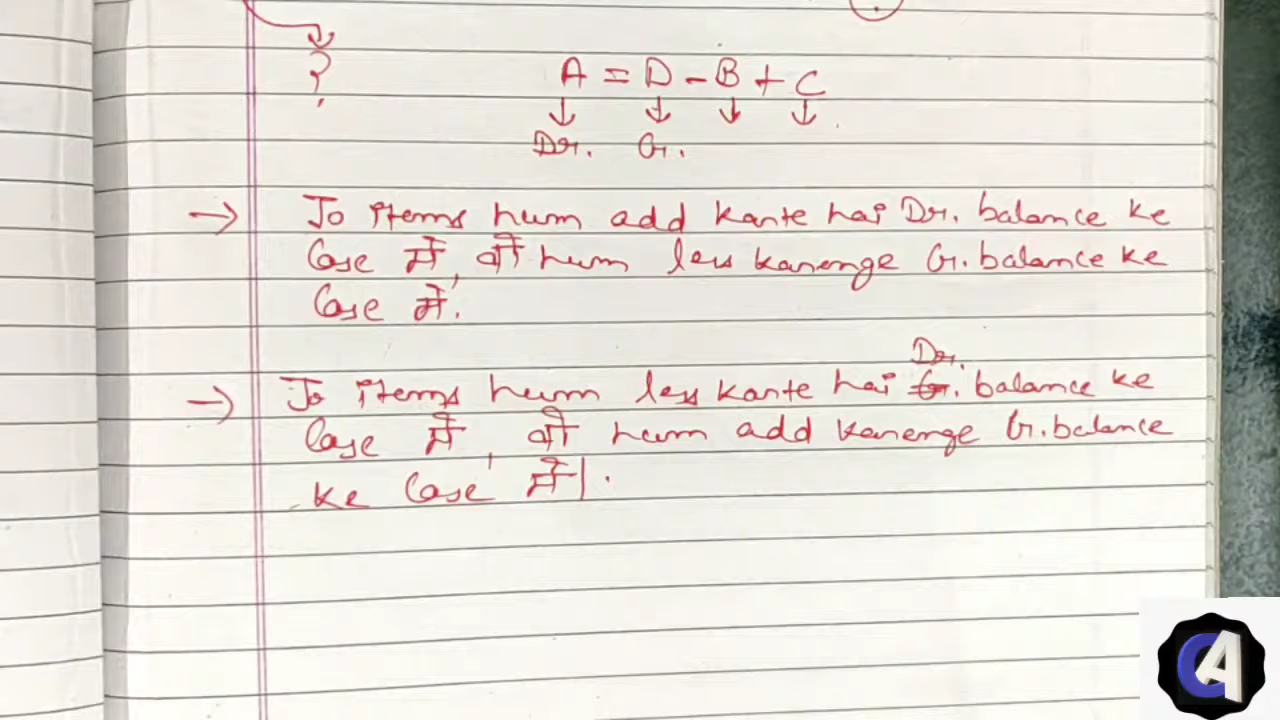 ?
A = D - B + C
↓ ↓ ↓ ↓
Dr. Cr.
→ Jo items hum add karte hai Dr. balance ke
Case में, वो hum less karenge Cr. balance ke
Case में.
Dr.
→ Jo items hum less karte hai Cr. balance ke
Case में, वो hum add karenge Cr. balance
ke Case में|.
CA